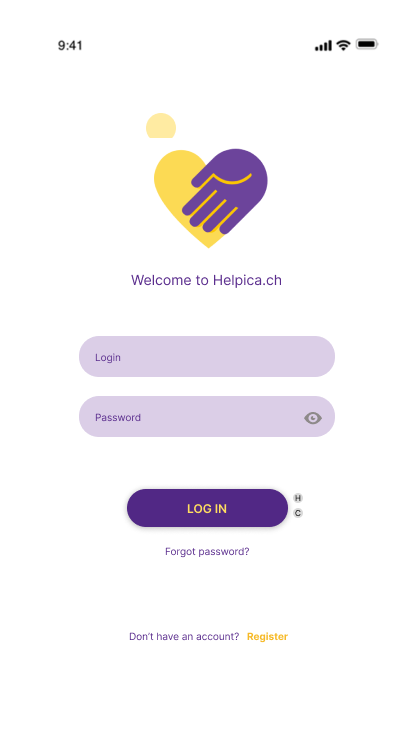 9:41
Welcome to Helpica.ch
Login
Password
LOG IN
H
C
Forgot password?
Don't have an account? Register